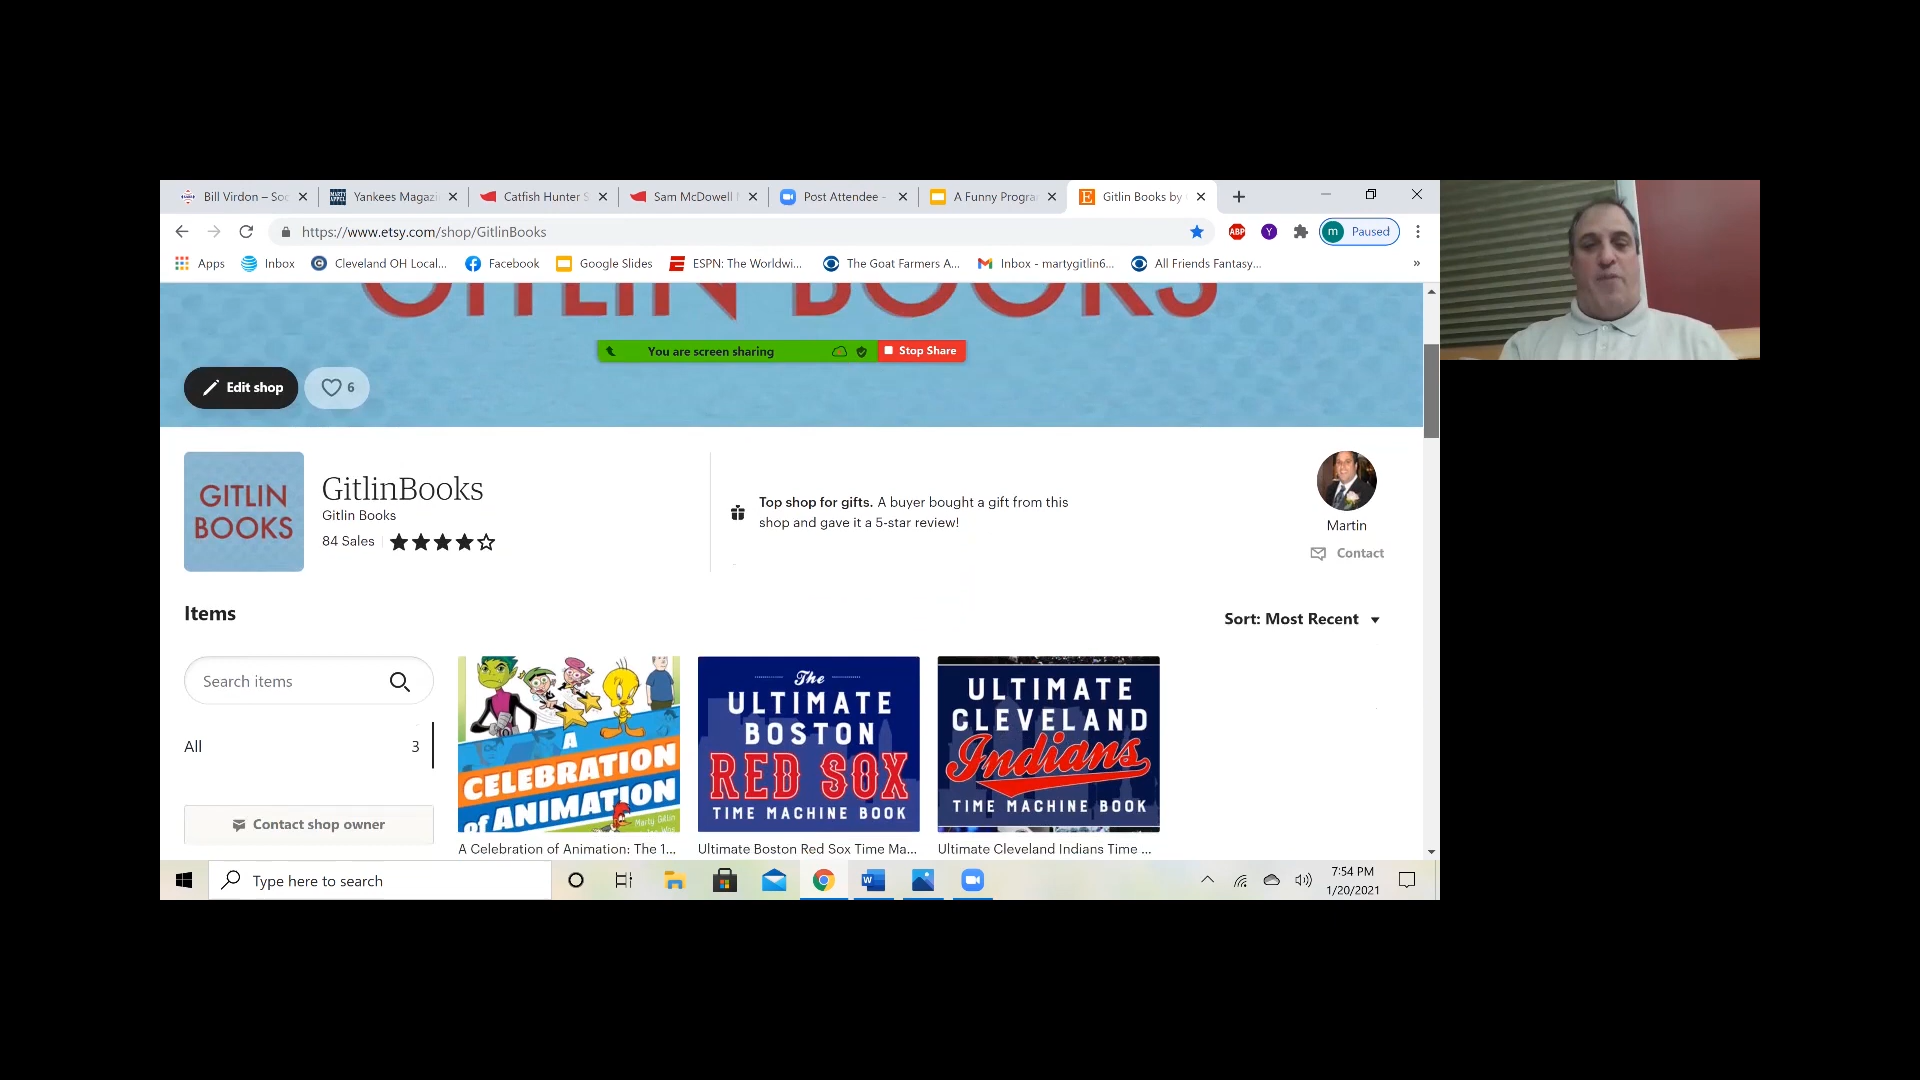 Bill Virdon – Soc
Yankees Magazi
Catfish Hunter S
Sam McDowell
Post Attendee -
A Funny Progra
Gitlin Books by
https://www.etsy.com/shop/GitlinBooks
ABP
Y
m
Paused
Apps
Inbox
Cleveland OH Local...
Facebook
Google Slides
ESPN: The Worldwi...
The Goat Farmers A...
Inbox - martygitlin6...
All Friends Fantasy...
»
GITLIN BOOKS
You are screen sharing
Stop Share
Edit shop
6
GITLIN
BOOKS
GitlinBooks
Gitlin Books
84 Sales
Top shop for gifts. A buyer bought a gift from this
shop and gave it a 5-star review!
Martin
Contact
Items
Sort: Most Recent
Search items
All 3
Contact shop owner
A
CELEBRATION
of ANIMATION
Marty Gitlin
A Celebration of Animation: The 1...
The
ULTIMATE
BOSTON
RED SOX
TIME MACHINE BOOK
Ultimate Boston Red Sox Time Ma...
ULTIMATE
CLEVELAND
Indians
TIME MACHINE BOOK
Ultimate Cleveland Indians Time ...
Type here to search
7:54 PM
1/20/2021